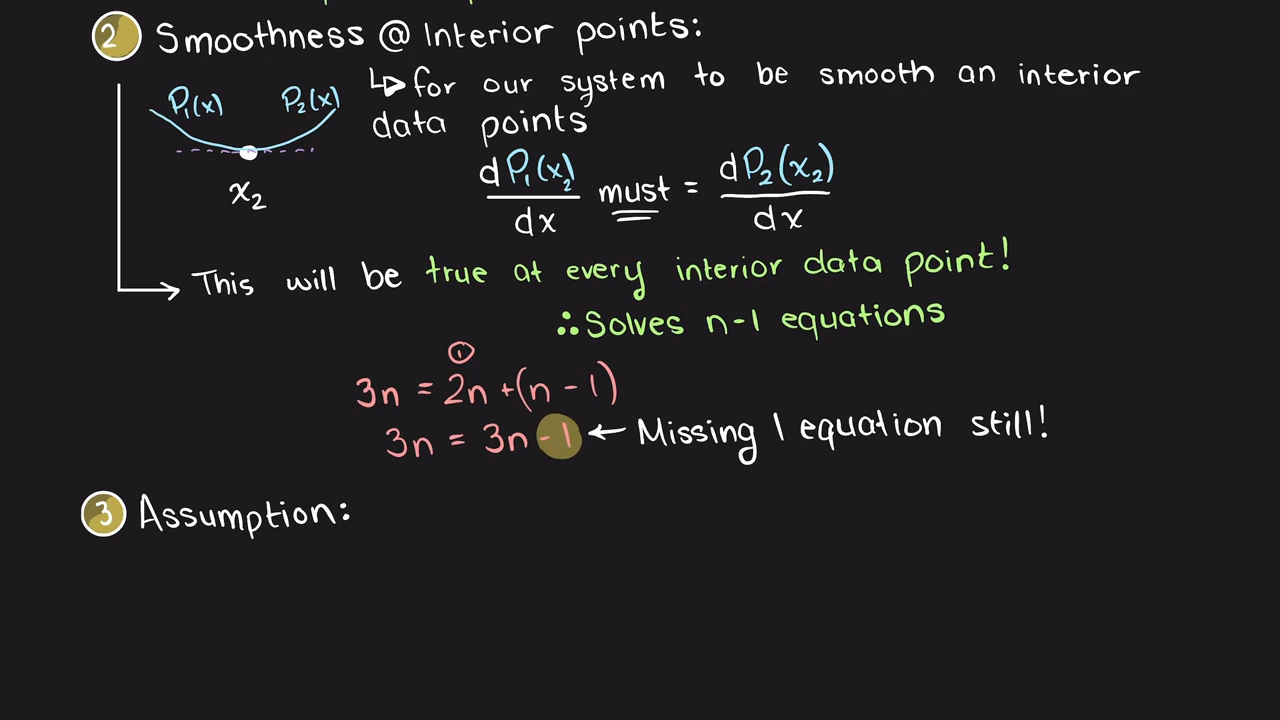 2 Smoothness @ Interior points:
P₁(x) P₂(x)
x₂
↳ for our system to be smooth an interior
data points
dP₁(x₂)/dx must = dP₂(x₂)/dx
→ This will be true at every interior data point!
∴ Solves n-1 equations
①
3n = 2n + (n - 1)
3n = 3n - 1 ← Missing 1 equation still!
3 Assumption: